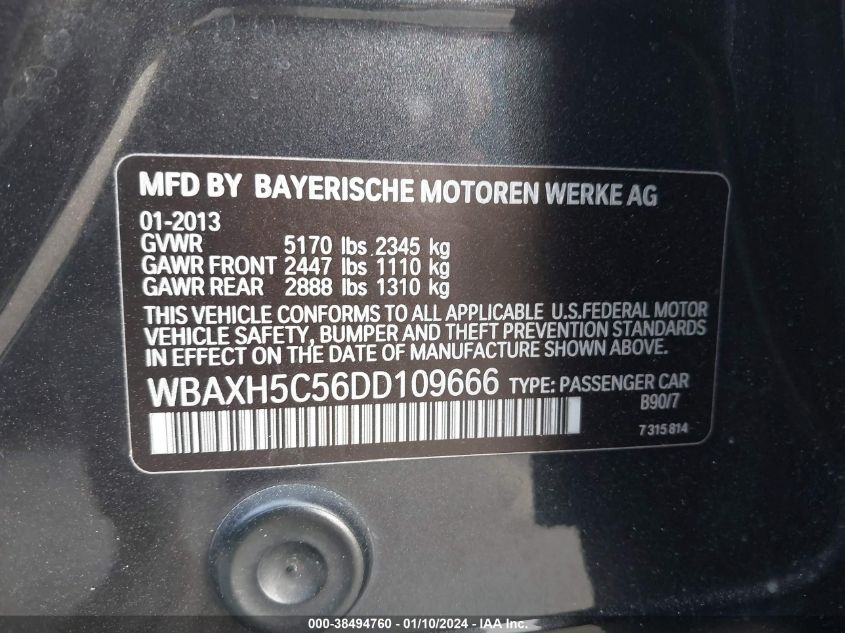 MFD BY BAYERISCHE MOTOREN WERKE AG
01-2013
GVWR 5170 lbs 2345 kg
GAWR FRONT 2447 lbs 1110 kg
GAWR REAR 2888 lbs 1310 kg
THIS VEHICLE CONFORMS TO ALL APPLICABLE U.S.FEDERAL MOTOR
VEHICLE SAFETY, BUMPER AND THEFT PREVENTION STANDARDS
IN EFFECT ON THE DATE OF MANUFACTURE SHOWN ABOVE.
WBAXH5C56DD109666 TYPE: PASSENGER CAR
B90/7
7315814
000-38494760 - 01/10/2024 - IAA Inc.